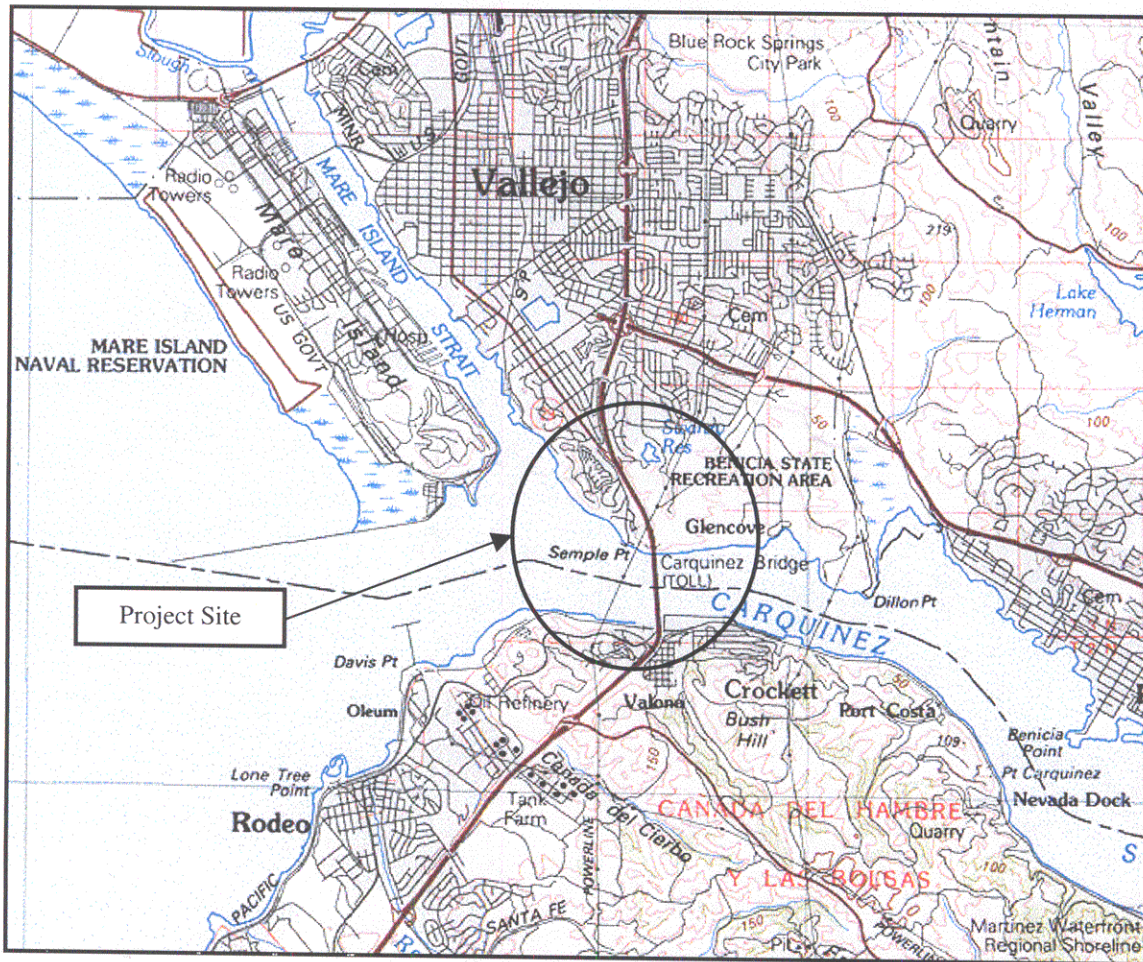 Blue Rock Springs
City Park
Slough
Cem
GOVT
Valley
Quarry
100
Vallejo
Radio
Towers
MARE ISLAND STRAIT
Mare Island
219
100
100
Radio
Towers
US GOVT
S P
Lake
Herman
100
Cem
Hosp
MARE ISLAND
NAVAL RESERVATION
50
100
Res
BENICIA STATE
RECREATION AREA
Glencove
Semple Pt
Carquinez Bridge
(TOLL)
Project Site
Dillon Pt
Cem
CARQUINEZ
Davis Pt
Oleum
Oil Refinery
Valona
Crockett
50
Port Costa
Bush
Hill
109
Benicia
Point
Pt Carquinez
150
Lone Tree
Point
Nevada Dock
Tank
Farm
Canada del Cierbo
CANADA DEL HAMBRE
Rodeo
Quarry
POWERLINE
S
Y LAS BOLSAS
100
PACIFIC
SANTA FE
150
POWERLINE
Martinez Waterfront
Regional Shoreline